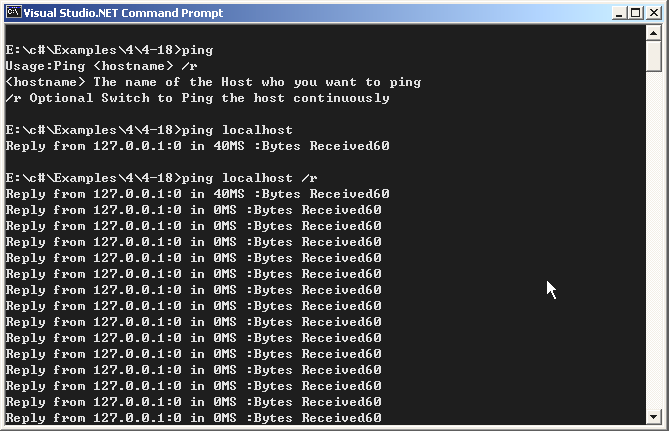 Visual Studio.NET Command Prompt
E:\c#\Examples\4\4-18>ping
Usage:Ping <hostname> /r
<hostname> The name of the Host who you want to ping
/r Optional Switch to Ping the host continuously
E:\c#\Examples\4\4-18>ping localhost
Reply from 127.0.0.1:0 in 40MS :Bytes Received60
E:\c#\Examples\4\4-18>ping localhost /r
Reply from 127.0.0.1:0 in 40MS :Bytes Received60
Reply from 127.0.0.1:0 in 0MS :Bytes Received60
Reply from 127.0.0.1:0 in 0MS :Bytes Received60
Reply from 127.0.0.1:0 in 0MS :Bytes Received60
Reply from 127.0.0.1:0 in 0MS :Bytes Received60
Reply from 127.0.0.1:0 in 0MS :Bytes Received60
Reply from 127.0.0.1:0 in 0MS :Bytes Received60
Reply from 127.0.0.1:0 in 0MS :Bytes Received60
Reply from 127.0.0.1:0 in 0MS :Bytes Received60
Reply from 127.0.0.1:0 in 0MS :Bytes Received60
Reply from 127.0.0.1:0 in 0MS :Bytes Received60
Reply from 127.0.0.1:0 in 0MS :Bytes Received60
Reply from 127.0.0.1:0 in 0MS :Bytes Received60
Reply from 127.0.0.1:0 in 0MS :Bytes Received60
Reply from 127.0.0.1:0 in 0MS :Bytes Received60